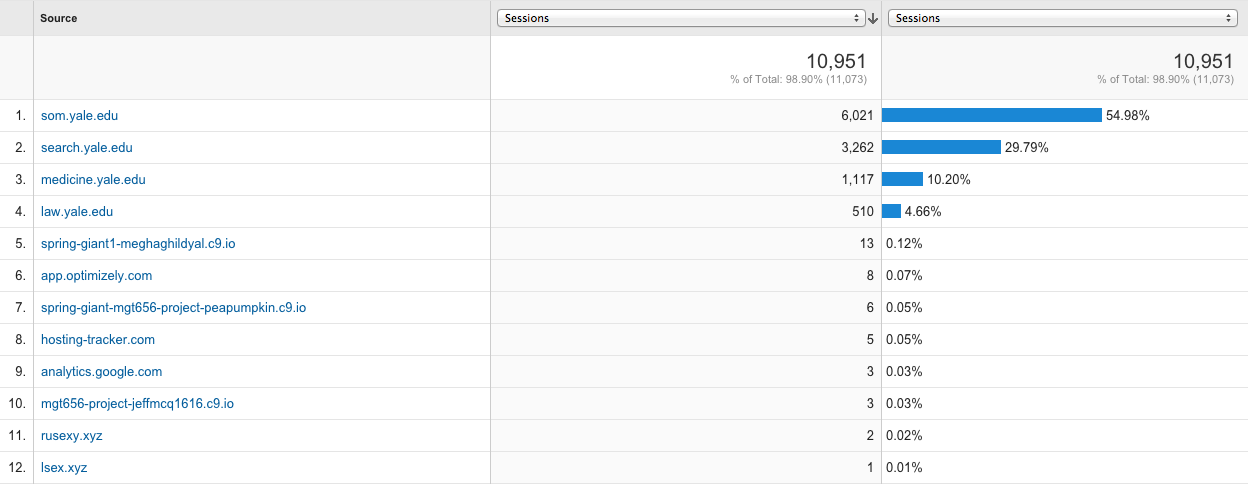 Source Sessions Sessions
10,951 10,951
% of Total: 98.90% (11,073) % of Total: 98.90% (11,073)
1. som.yale.edu 6,021 54.98%
2. search.yale.edu 3,262 29.79%
3. medicine.yale.edu 1,117 10.20%
4. law.yale.edu 510 4.66%
5. spring-giant1-meghaghildyal.c9.io 13 0.12%
6. app.optimizely.com 8 0.07%
7. spring-giant-mgt656-project-peapumpkin.c9.io 6 0.05%
8. hosting-tracker.com 5 0.05%
9. analytics.google.com 3 0.03%
10. mgt656-project-jeffmcq1616.c9.io 3 0.03%
11. rusexy.xyz 2 0.02%
12. lsex.xyz 1 0.01%